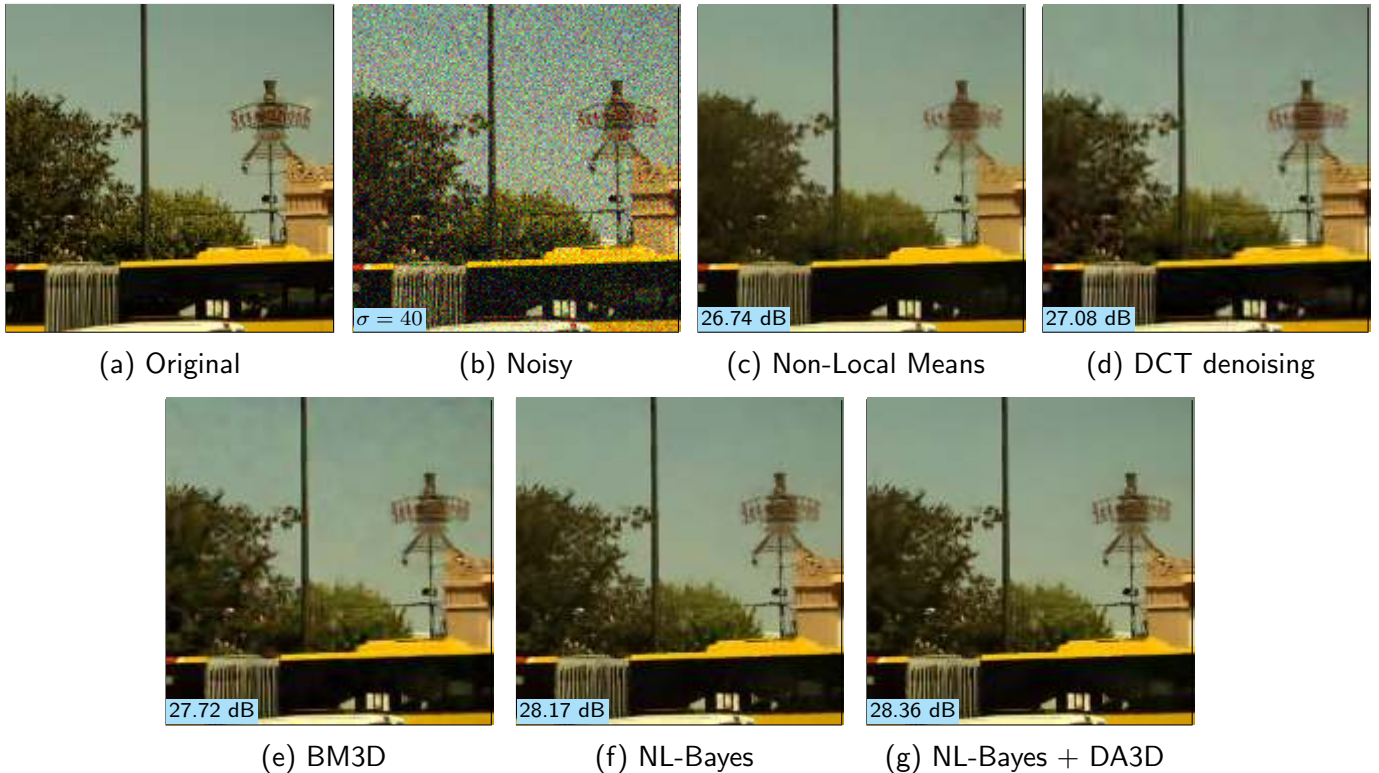 σ = 40
26.74 dB
27.08 dB
(a) Original
(b) Noisy
(c) Non-Local Means
(d) DCT denoising
27.72 dB
28.17 dB
28.36 dB
(e) BM3D
(f) NL-Bayes
(g) NL-Bayes + DA3D